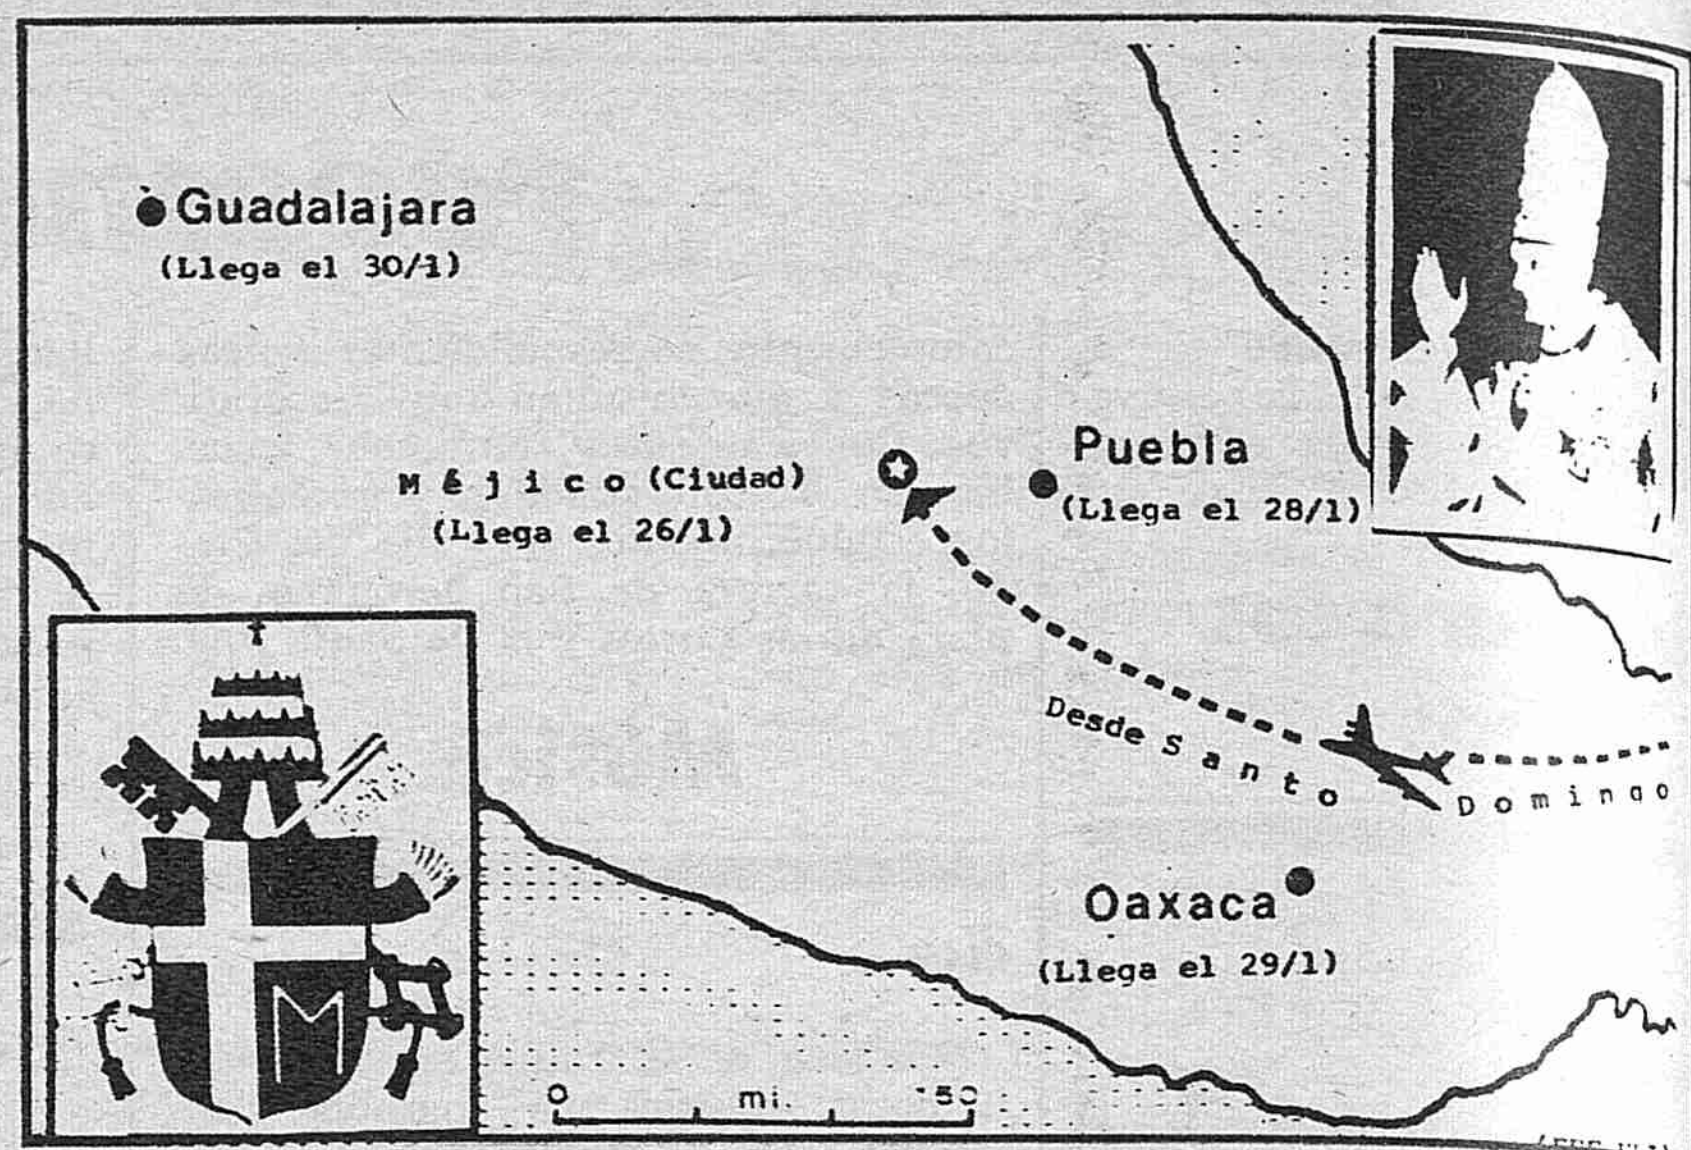 Guadalajara
(Llega el 30/1)
Méjico (Ciudad)
(Llega el 26/1)
Puebla
(Llega el 28/1)
Desde Santo Domingo
Oaxaca
(Llega el 29/1)
0 mi. 50
M